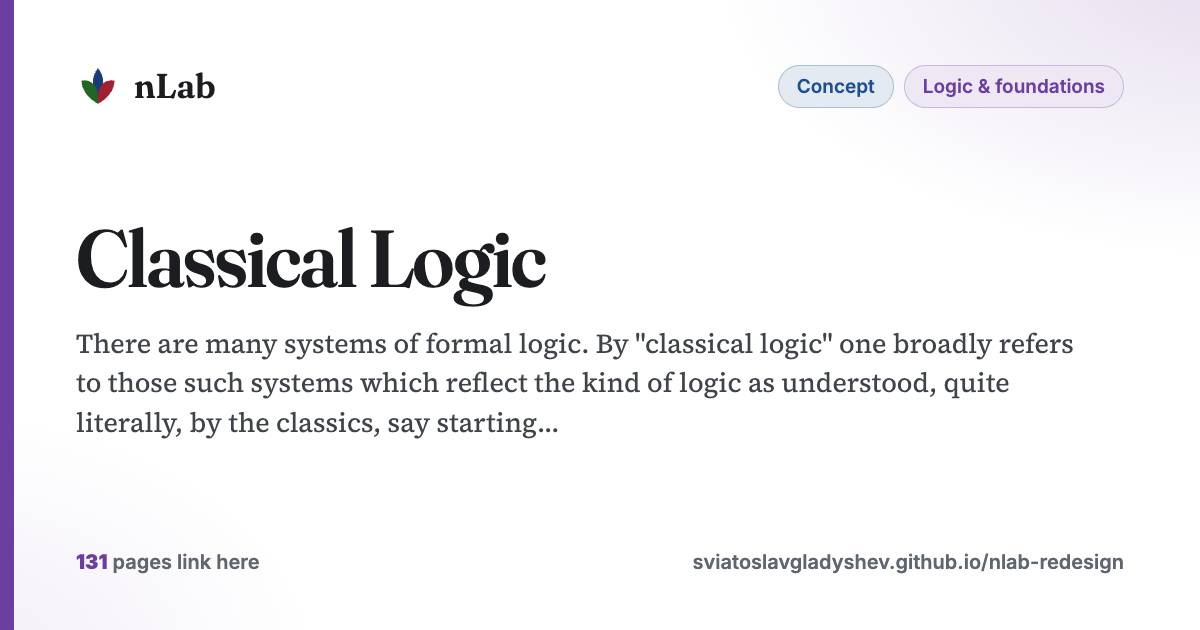 nLab
Concept
Logic & foundations
Classical Logic
There are many systems of formal logic. By "classical logic" one broadly refers
to those such systems which reflect the kind of logic as understood, quite
literally, by the classics, say starting...
131 pages link here
sviatoslavgladyshev.github.io/nlab-redesign